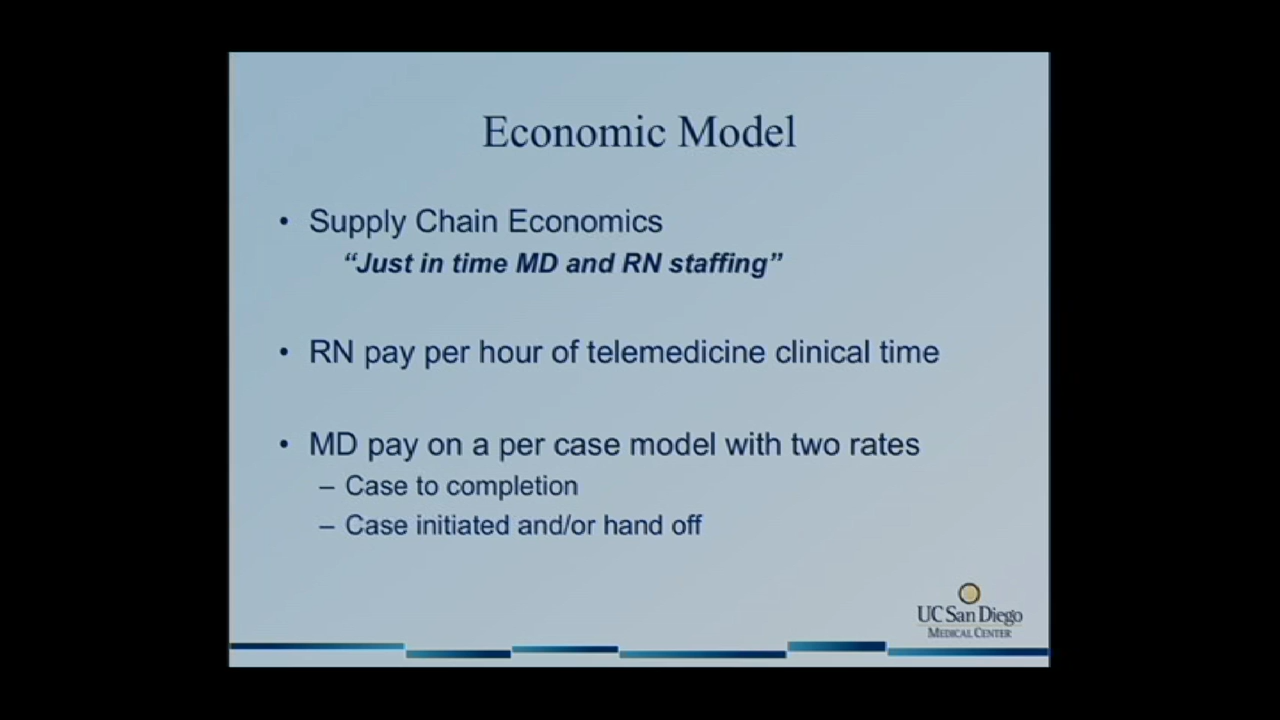 Economic Model
• Supply Chain Economics
“Just in time MD and RN staffing”
• RN pay per hour of telemedicine clinical time
• MD pay on a per case model with two rates
– Case to completion
– Case initiated and/or hand off
UC San Diego
MEDICAL CENTER